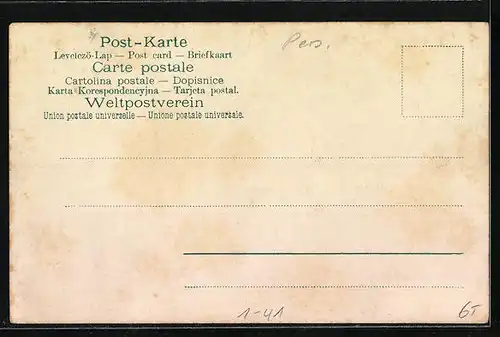 Post-Karte
Levelezö-Lap — Post card — Briefkaart
Carte postale
Cartolina postale — Dopisnice
Karta Korespondencyjna — Tarjeta postal.
Weltpostverein
Union postale universelle — Unione postale universale.
Pers.
1-41